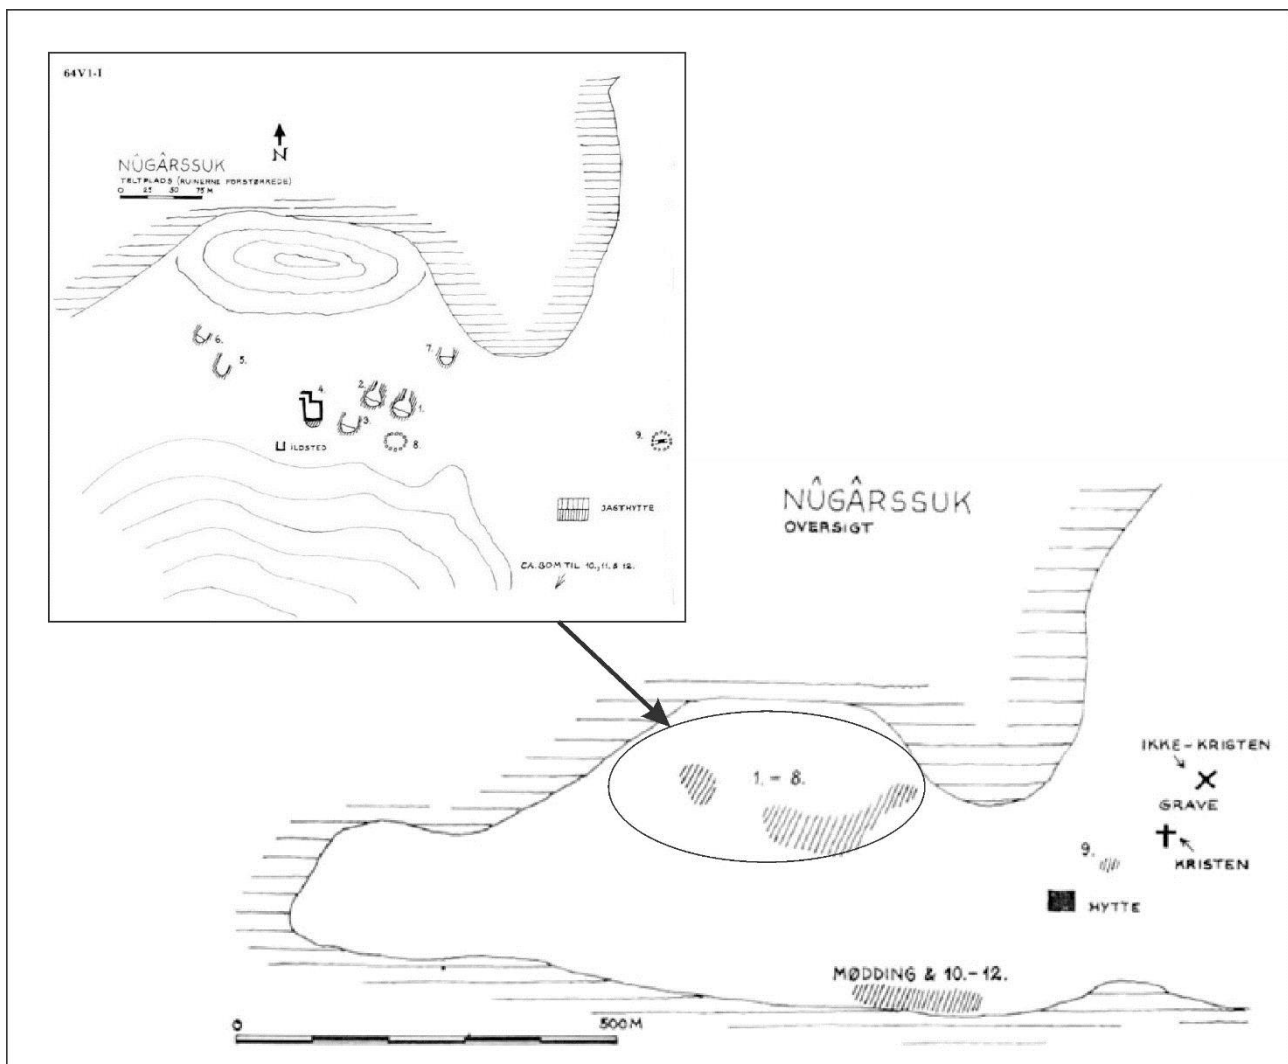 64V1-I
N
NÛGÂRSSUK
TELTPLADS (RUINERNE FORSTØRREDE)
0 25 50 75 M
6.
5.
7.
4.
2.
1.
3.
8.
ILDSTED
9.
JAGTHYTTE
CA. 80M TIL 10., 11. & 12.
NÛGÂRSSUK
OVERSIGT
IKKE-KRISTEN
1. - 8.
GRAVE
9.
KRISTEN
HYTTE
MØDDING & 10.-12.
0 500 M